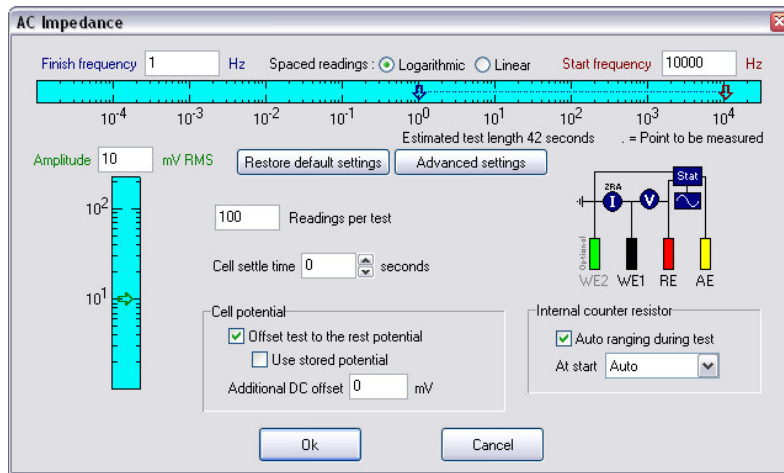 AC Impedance
Finish frequency 1 Hz Spaced readings : Logarithmic Linear Start frequency 10000 Hz
10-4 10-3 10-2 10-1 100 101 102 103 104
Estimated test length 42 seconds . = Point to be measured
Amplitude 10 mV RMS Restore default settings Advanced settings
102
101
100 Readings per test
Cell settle time 0 seconds
Stat
ZRA
I V
Optional
WE2 WE1 RE AE
Cell potential
Offset test to the rest potential
Use stored potential
Additional DC offset 0 mV
Internal counter resistor
Auto ranging during test
At start Auto
Ok Cancel